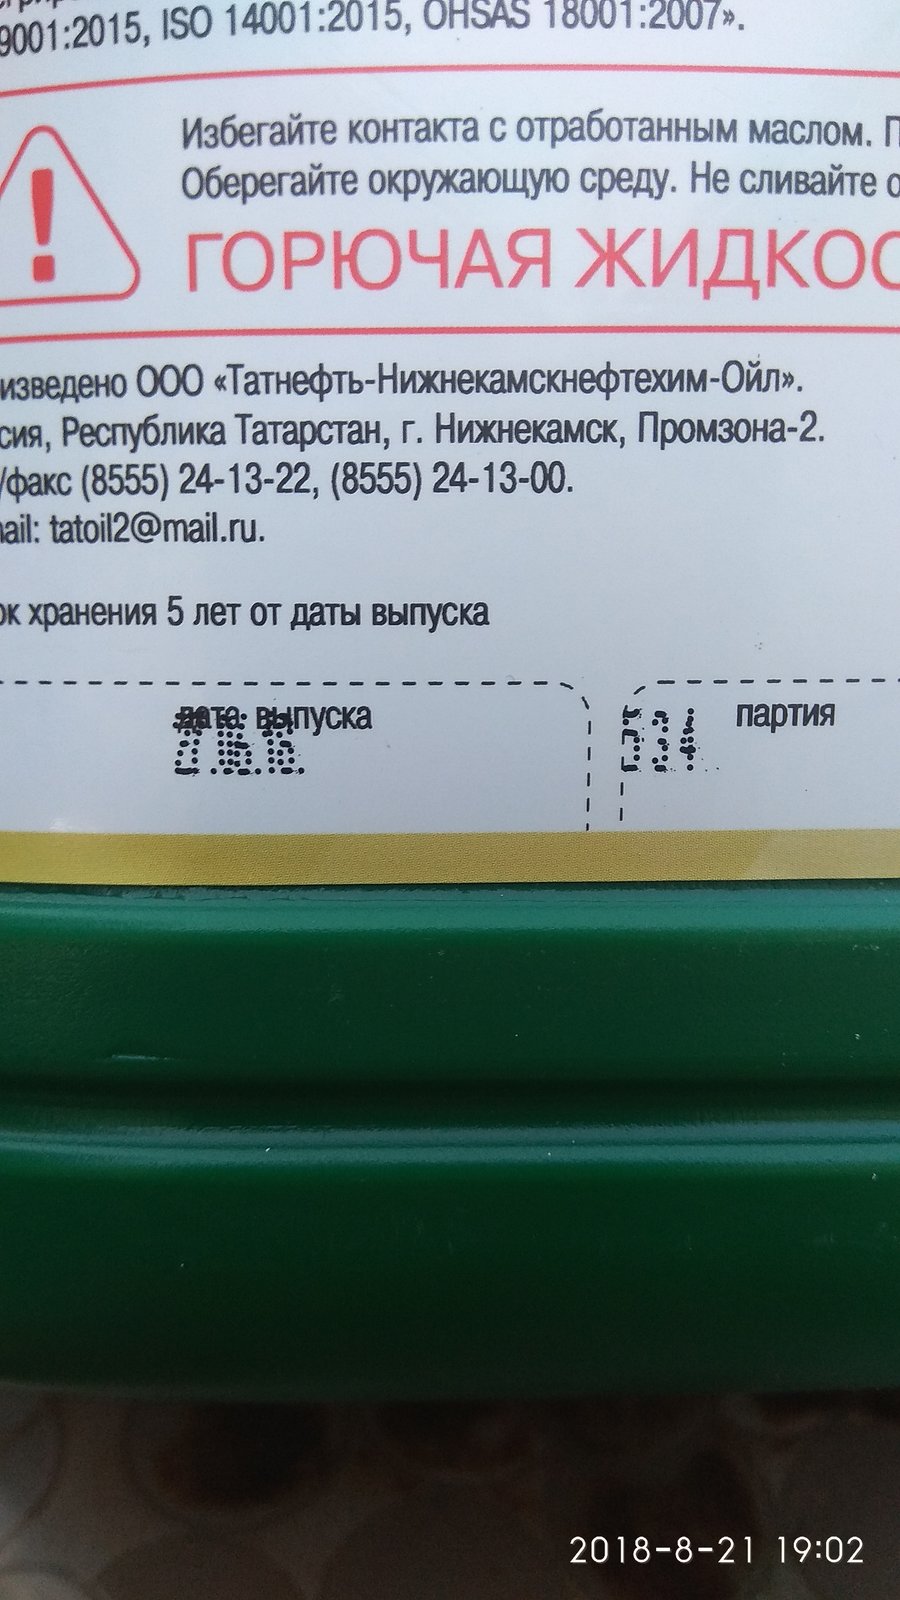 9001:2015, ISO 14001:2015, OHSAS 18001:2007».
Избегайте контакта с отработанным маслом. П
Оберегайте окружающую среду. Не сливайте о
ГОРЮЧАЯ ЖИДКОС
изведено ООО «Татнефть-Нижнекамскнефтехим-Ойл».
сия, Республика Татарстан, г. Нижнекамск, Промзона-2.
/факс (8555) 24-13-22, (8555) 24-13-00.
ail: tatoil2@mail.ru.
ок хранения 5 лет от даты выпуска
дата выпуска
партия
534
2018-8-21 19:02